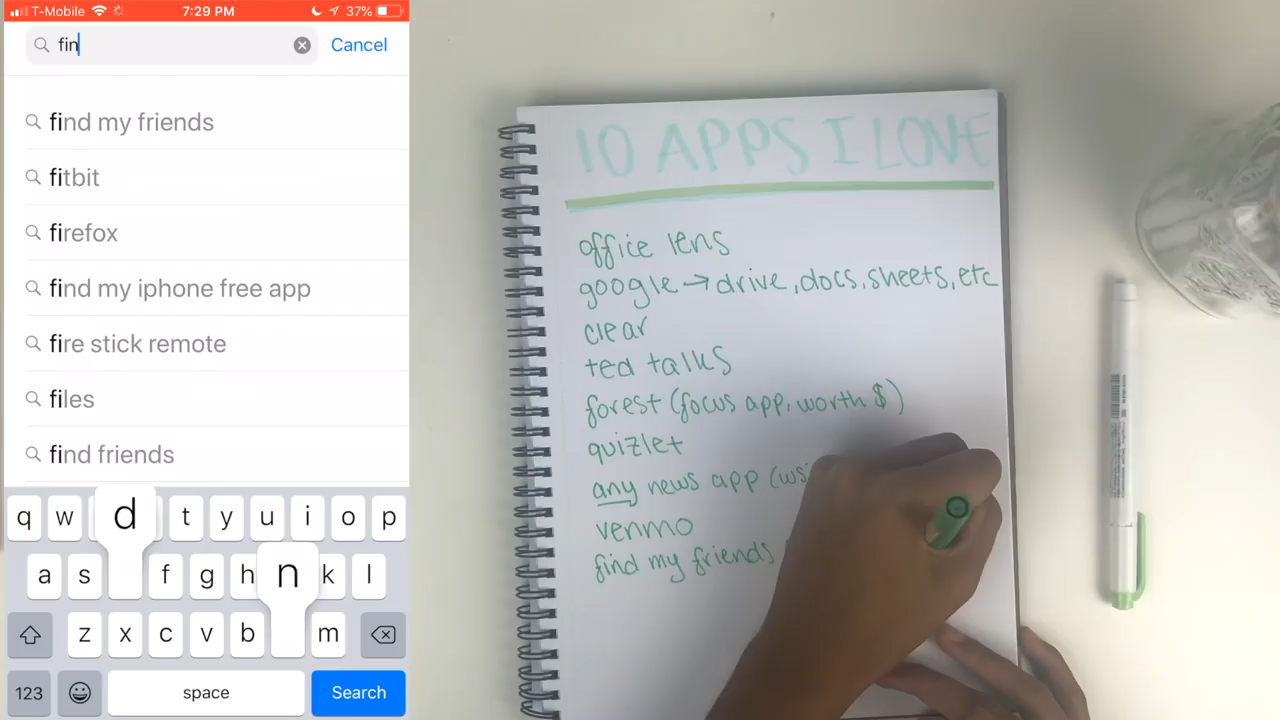 T-Mobile 7:29 PM 37%
fin Cancel
find my friends
fitbit
firefox
find my iphone free app
fire stick remote
files
find friends
q w d t y u i o p
a s f g h n k l
z x c v b m
123 space Search
10 APPS I LOVE
office lens
google → drive, docs, sheets, etc
clear
ted talks
forest (focus app, worth $)
quizlet
any news app (wsj
venmo
find my friends